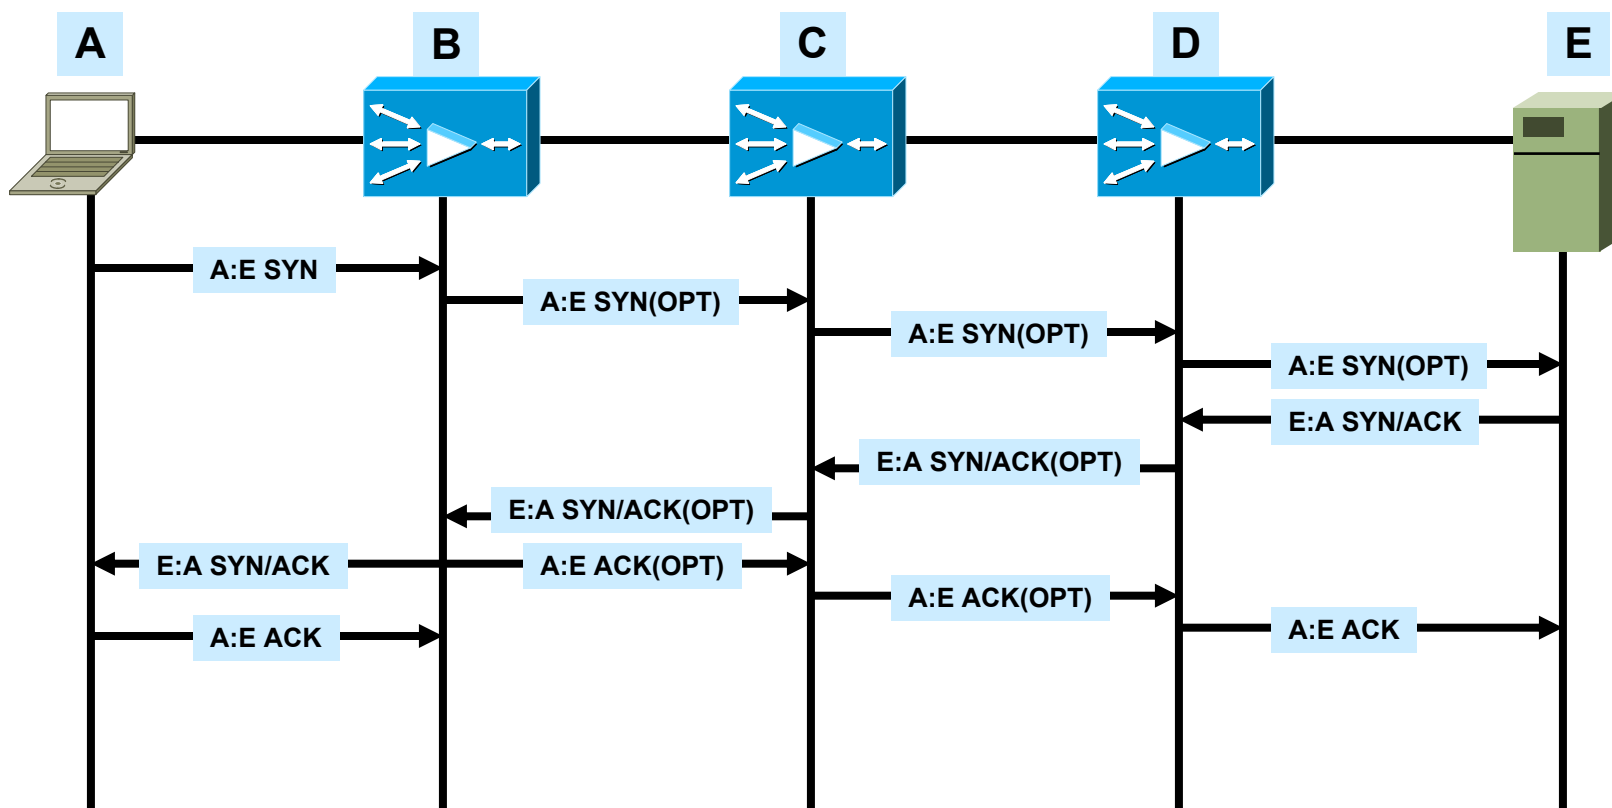 A
B
C
D
E
A:E SYN
A:E SYN(OPT)
A:E SYN(OPT)
A:E SYN(OPT)
E:A SYN/ACK
E:A SYN/ACK(OPT)
E:A SYN/ACK(OPT)
E:A SYN/ACK
A:E ACK(OPT)
A:E ACK(OPT)
A:E ACK
A:E ACK